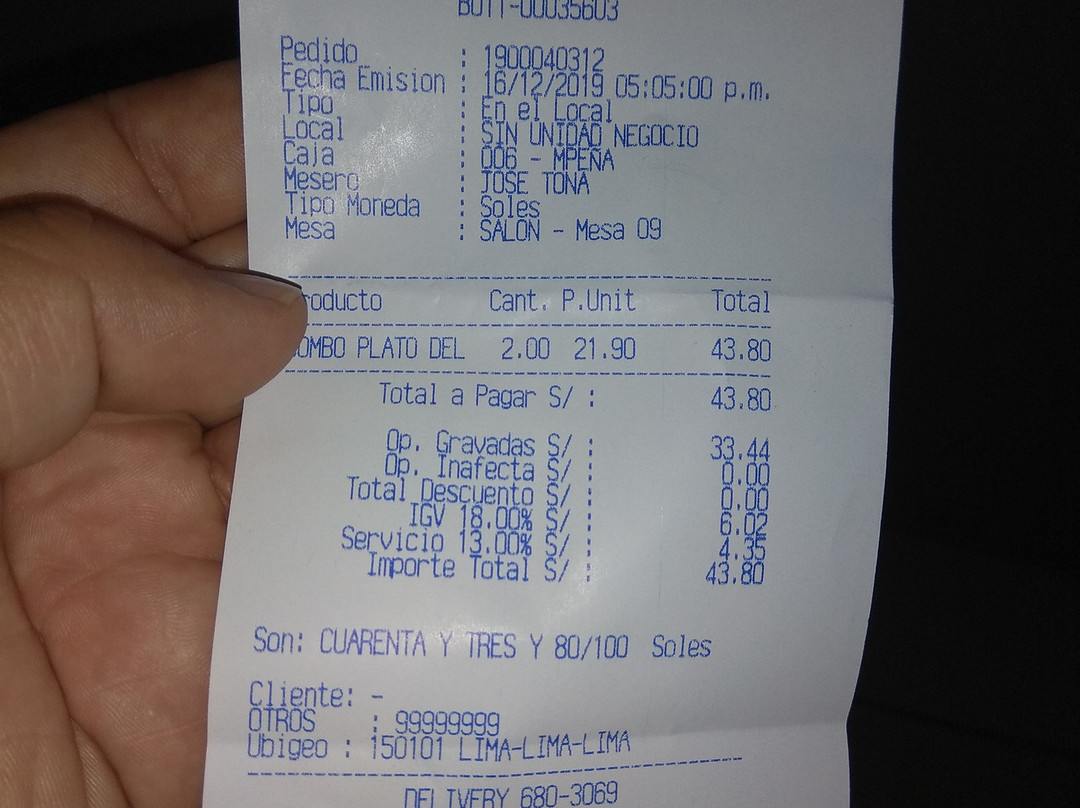 B011-00035603
Pedido : 1900040312
Fecha Emision : 16/12/2019 05:05:00 p.m.
Tipo : En el Local
Local : SIN UNIDAD NEGOCIO
Caja : 006 - MPEÑA
Mesero : JOSE TONA
Tipo Moneda : Soles
Mesa : SALON - Mesa 09
roducto Cant. P.Unit Total
OMBO PLATO DEL 2.00 21.90 43.80
Total a Pagar S/ : 43.80
Op. Gravadas S/ : 33.44
Op. Inafecta S/ : 0.00
Total Descuento S/ : 0.00
IGV 18.00% S/ : 6.02
Servicio 13.00% S/ : 4.35
Importe Total S/ : 43.80
Son: CUARENTA Y TRES Y 80/100 Soles
Cliente: -
OTROS : 99999999
Ubigeo : 150101 LIMA-LIMA-LIMA
DELIVERY 680-3069